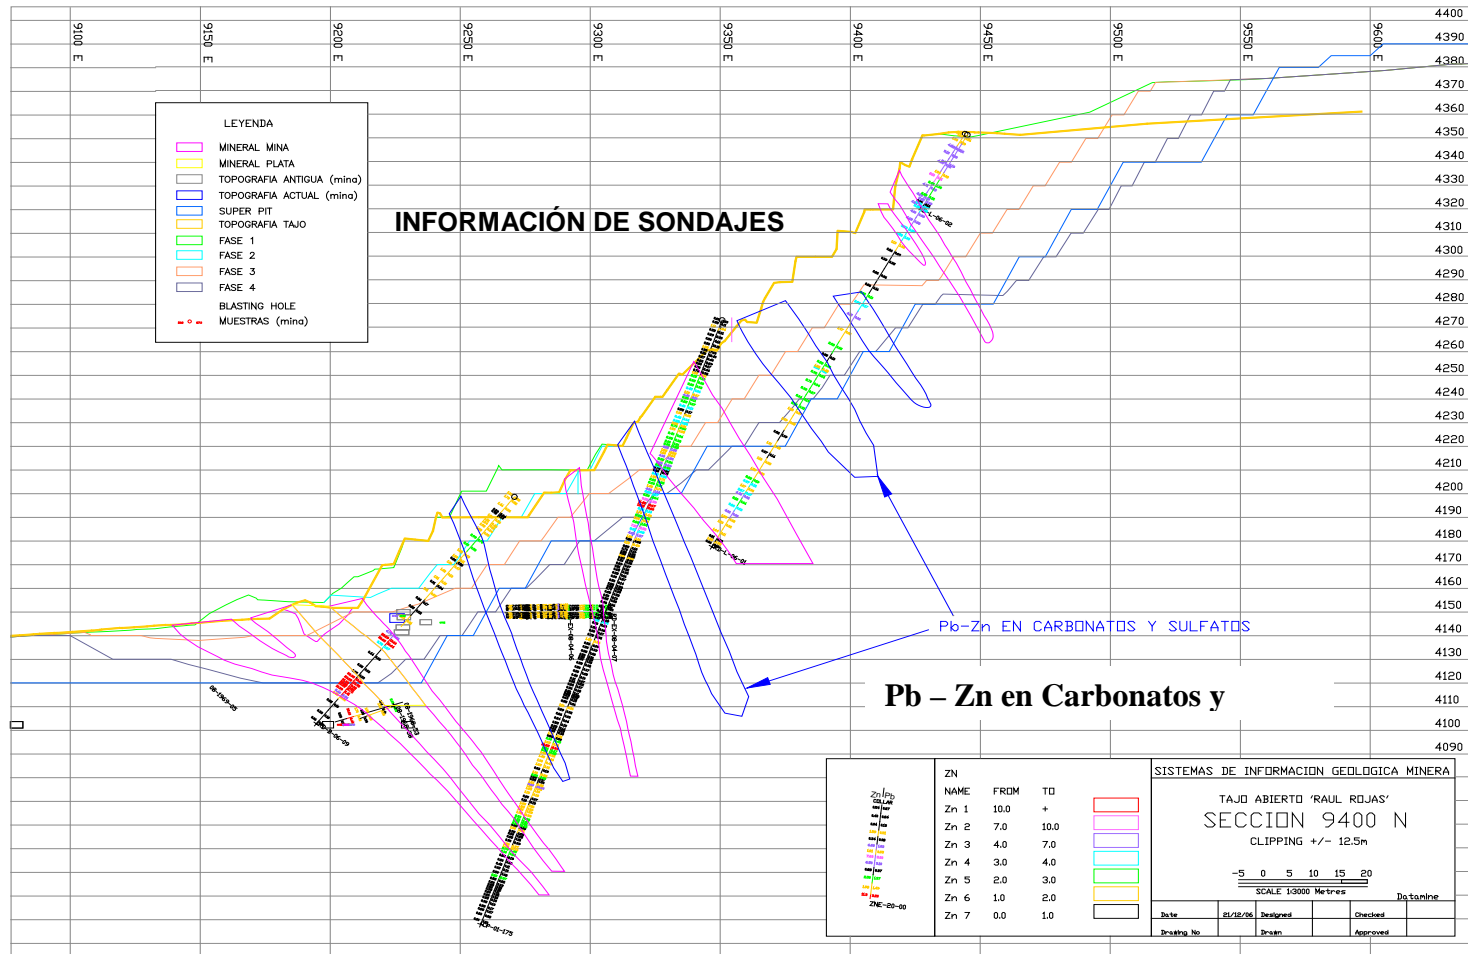 9100 E
9150 E
9200 E
9250 E
9300 E
9350 E
9400 E
9450 E
9500 E
9550 E
9600 E
4400
4390
4380
4370
4360
4350
4340
4330
4320
4310
4300
4290
4280
4270
4260
4250
4240
4230
4220
4210
4200
4190
4180
4170
4160
4150
4140
4130
4120
4110
4100
4090
LEYENDA
MINERAL MINA
MINERAL PLATA
TOPOGRAFIA ANTIGUA (mina)
TOPOGRAFIA ACTUAL (mina)
SUPER PIT
TOPOGRAFIA TAJO
FASE 1
FASE 2
FASE 3
FASE 4
BLASTING HOLE
MUESTRAS (mina)
INFORMACIÓN DE SONDAJES
Pb-Zn EN CARBONATOS Y SULFATOS
Pb – Zn en Carbonatos y
Zn Pb
COLLAR
ZNE-20-00
ZN
NAME FROM TO
Zn 1 10.0 +
Zn 2 7.0 10.0
Zn 3 4.0 7.0
Zn 4 3.0 4.0
Zn 5 2.0 3.0
Zn 6 1.0 2.0
Zn 7 0.0 1.0
SISTEMAS DE INFORMACION GEOLOGICA MINERA
TAJO ABIERTO 'RAUL ROJAS'
SECCION 9400 N
CLIPPING +/- 12.5m
-5 0 5 10 15 20
SCALE 1:3000 Metres
Datamine
Date 21/12/06 Designed Checked
Drawing No Drawn Approved